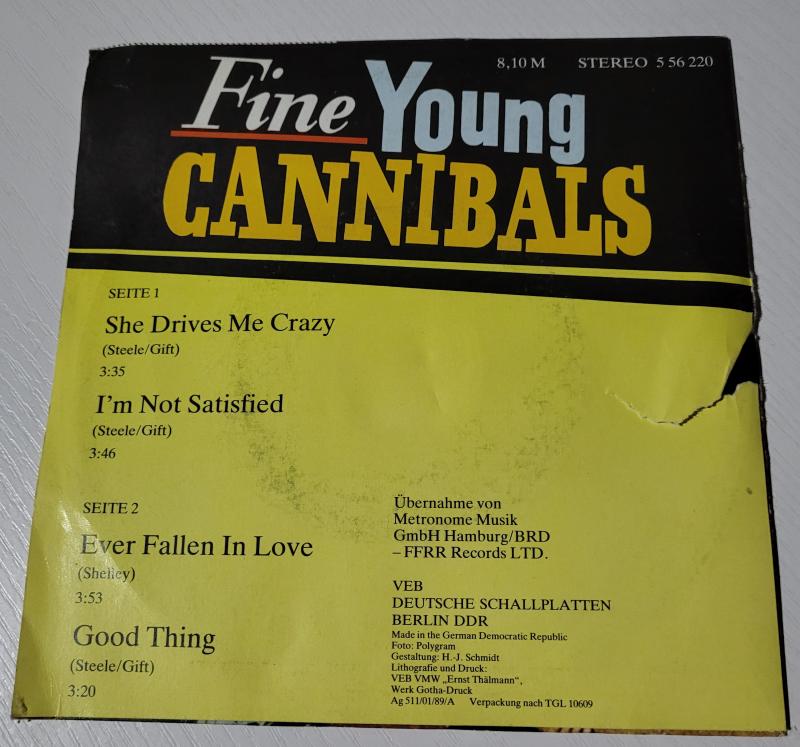 8,10 M STEREO 5 56 220
Fine Young
CANNIBALS
SEITE 1
She Drives Me Crazy
(Steele/Gift)
3:35
I'm Not Satisfied
(Steele/Gift)
3:46
SEITE 2
Ever Fallen In Love
(Shelley)
3:53
Good Thing
(Steele/Gift)
3:20
Übernahme von
Metronome Musik
GmbH Hamburg/BRD
– FFRR Records LTD.
VEB
DEUTSCHE SCHALLPLATTEN
BERLIN DDR
Made in the German Democratic Republic
Foto: Polygram
Gestaltung: H.-J. Schmidt
Lithografie und Druck:
VEB VMW „Ernst Thälmann",
Werk Gotha-Druck
Ag 511/01/89/A Verpackung nach TGL 10609